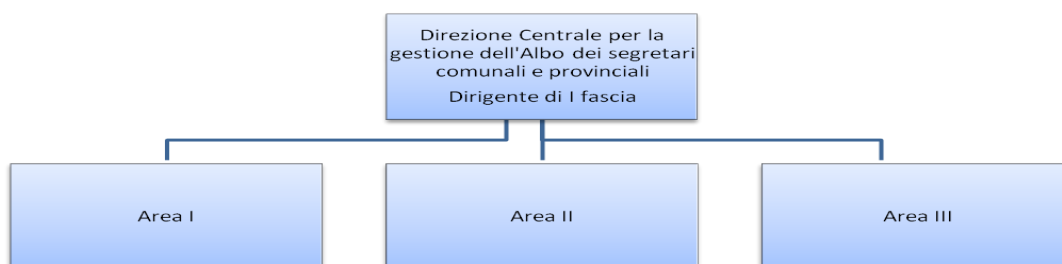 Direzione Centrale per la
gestione dell'Albo dei segretari
comunali e provinciali
Dirigente di I fascia
Area I
Area II
Area III